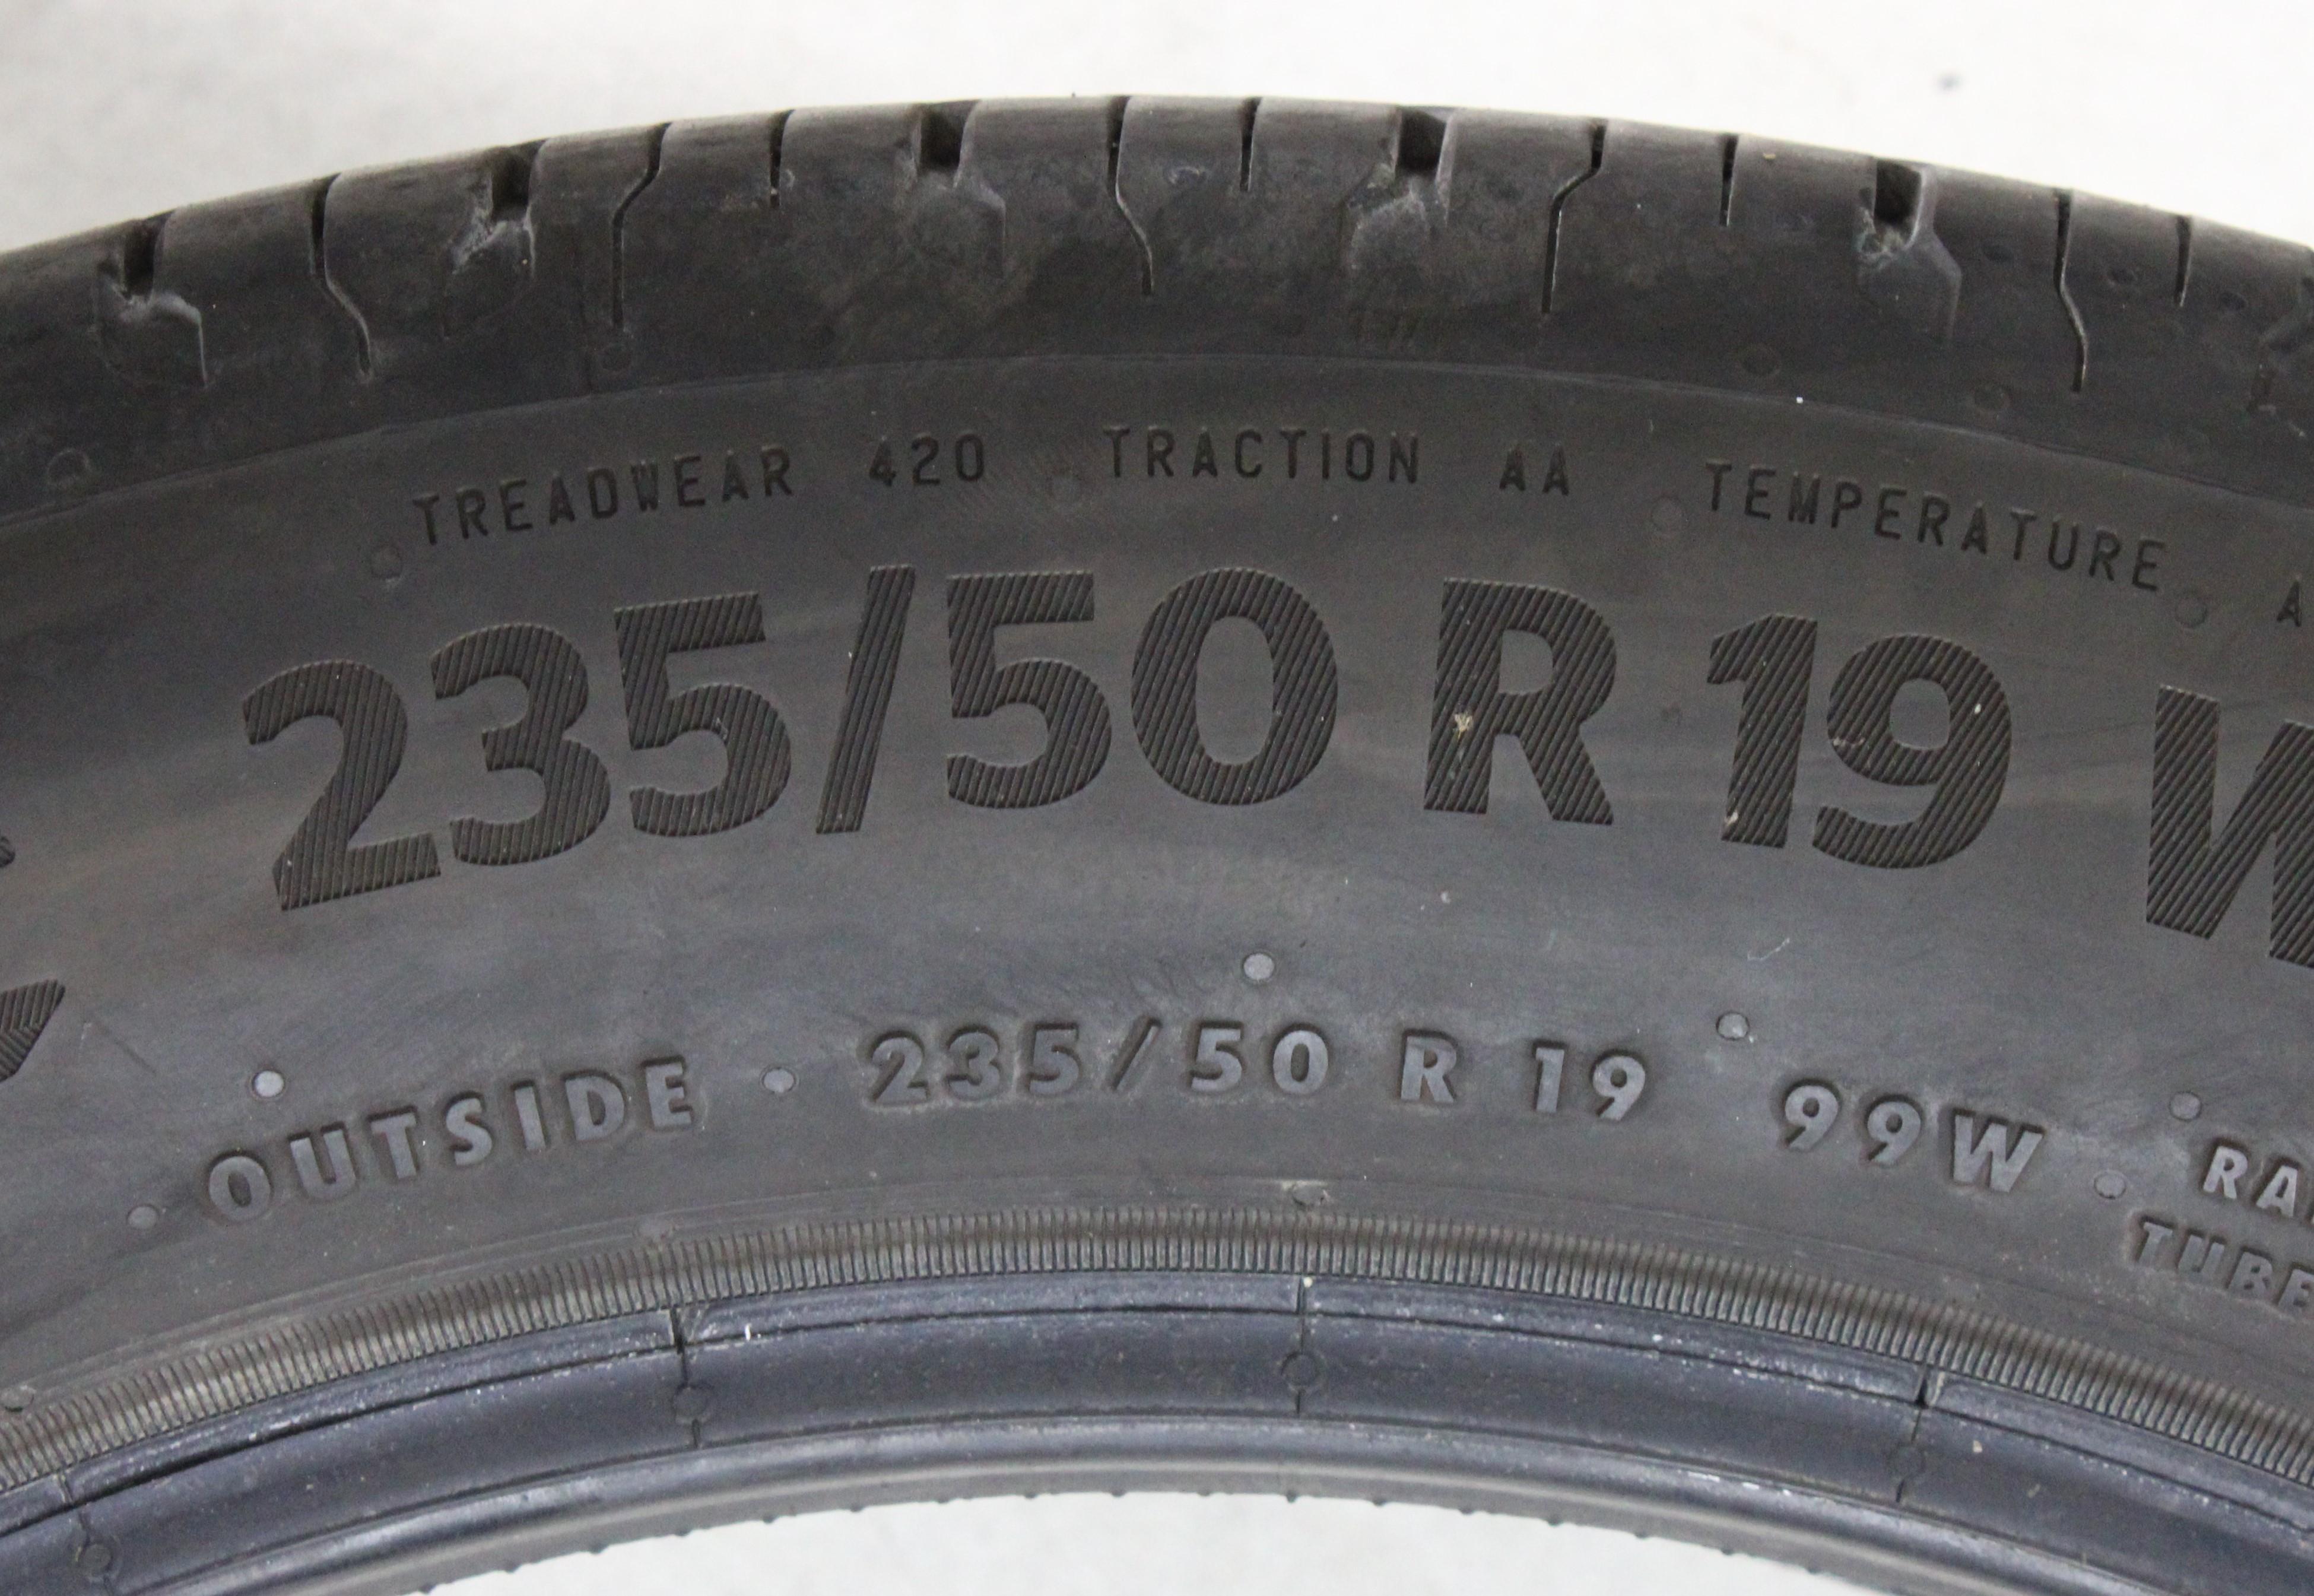 TREADWEAR 420 TRACTION AA TEMPERATURE A
235/50 R 19 W
OUTSIDE · 235/50 R 19 99W